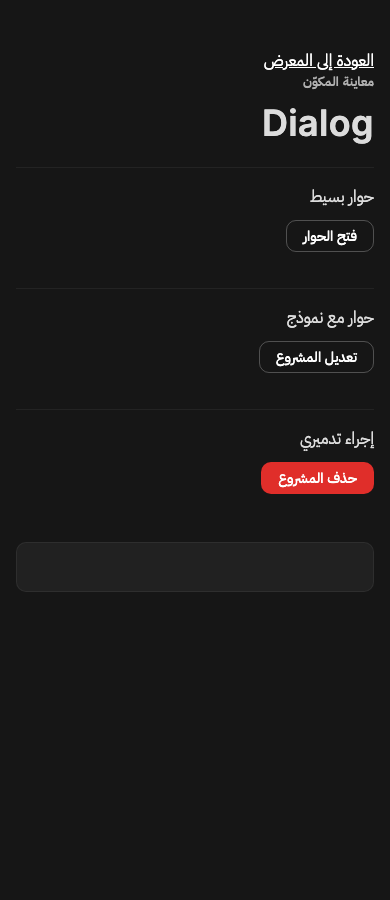 العودة إلى المعرض
معاينة المكوّن
Dialog
حوار بسيط
فتح الحوار
حوار مع نموذج
تعديل المشروع
إجراء تدميري
حذف المشروع